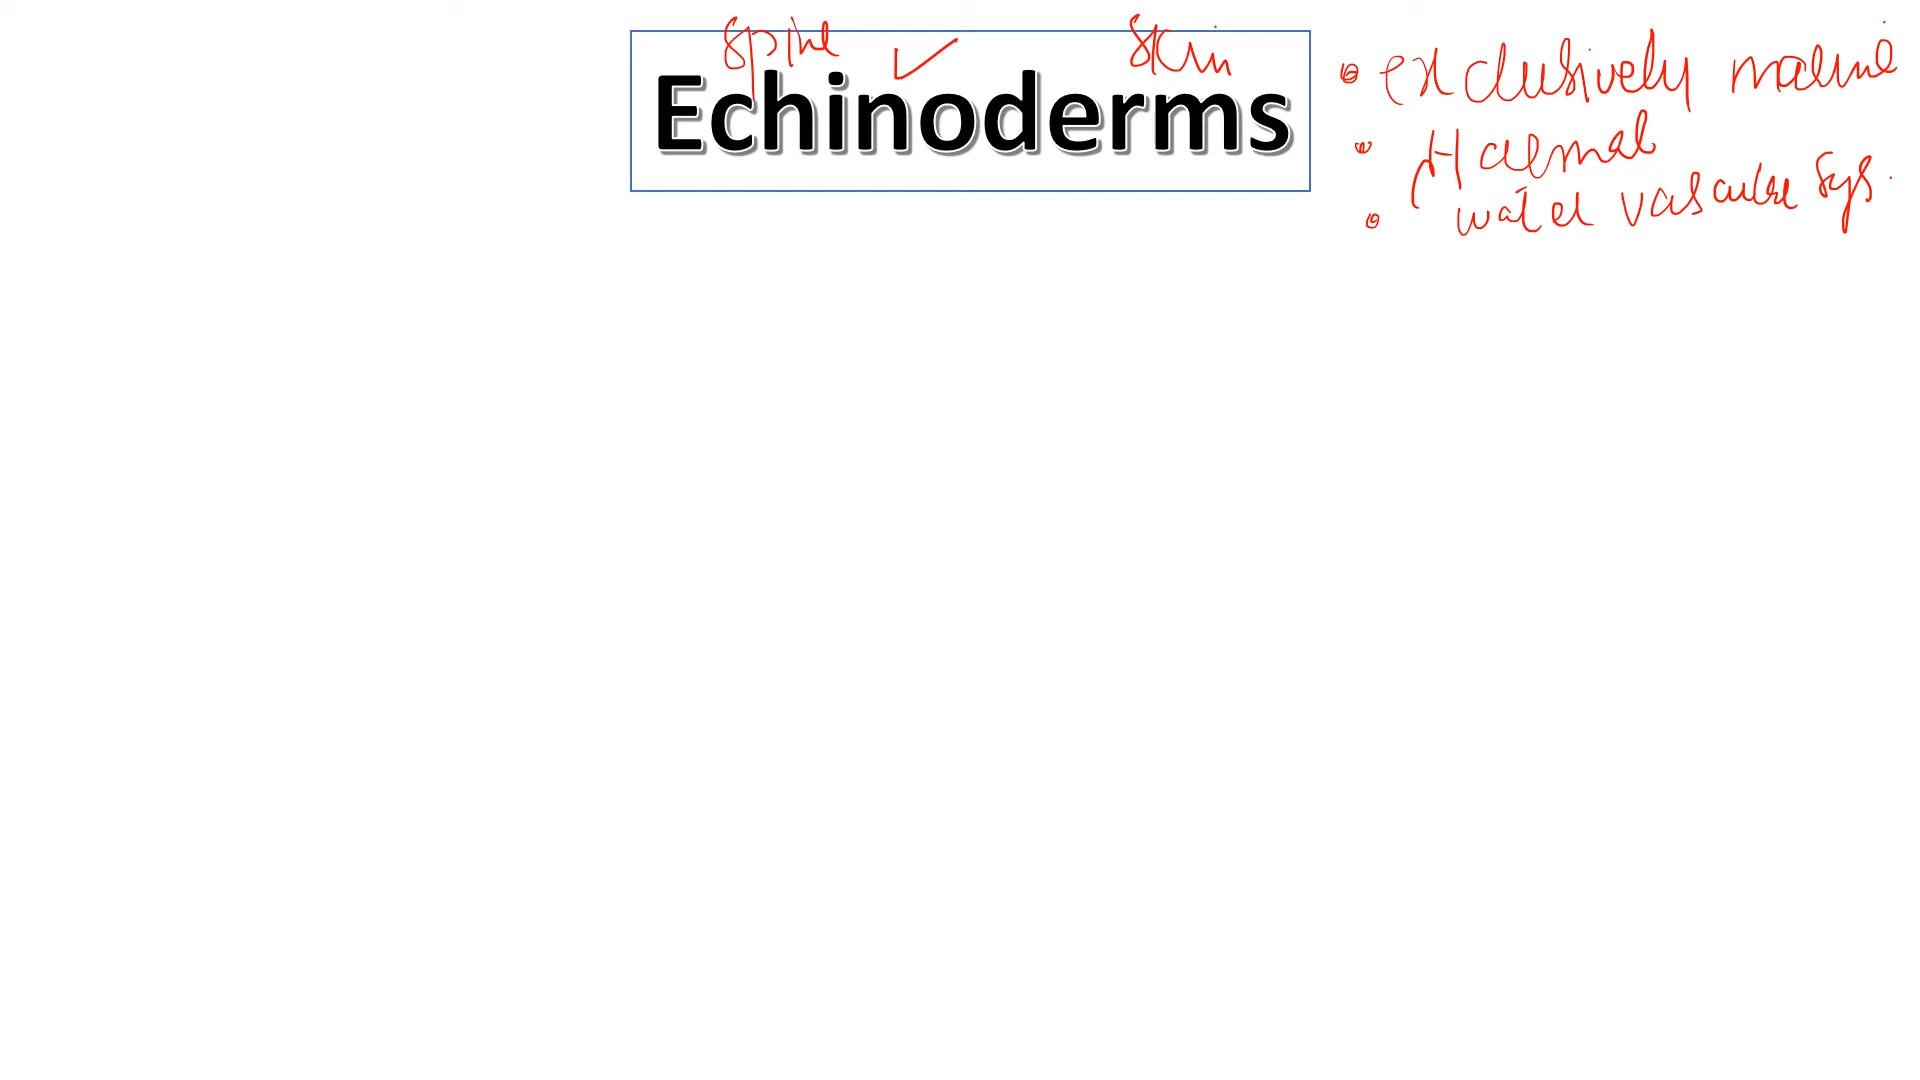 spine skin
Echinoderms
exclusively marine
Haemal
water vascular sys.